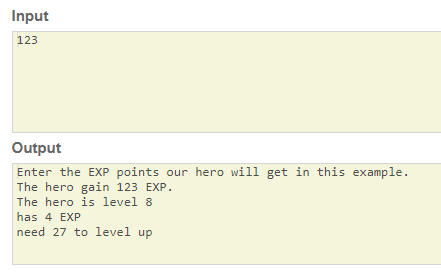 Input
123
Output
Enter the EXP points our hero will get in this example.
The hero gain 123 EXP.
The hero is level 8
has 4 EXP
need 27 to level up